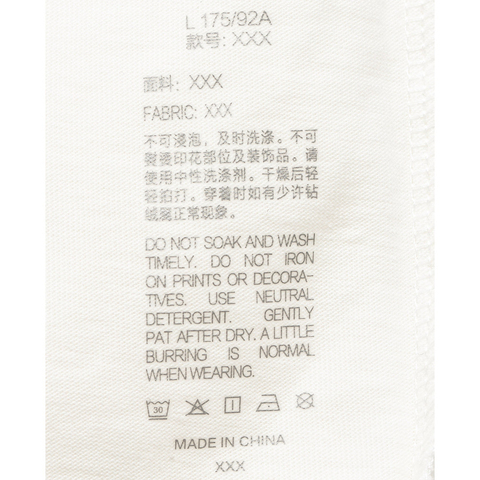 L 175/92A
款号: XXX
面料: XXX
FABRIC: XXX
不可浸泡，及时洗涤。不可
熨烫印花部位及装饰品。请
使用中性洗涤剂。干燥后轻
轻拍打。穿着时如有少许钻
绒属正常现象。
DO NOT SOAK AND WASH
TIMELY. DO NOT IRON
ON PRINTS OR DECORA-
TIVES. USE NEUTRAL
DETERGENT. GENTLY
PAT AFTER DRY. A LITTLE
BURRING IS NORMAL
WHEN WEARING.
30
MADE IN CHINA
XXX